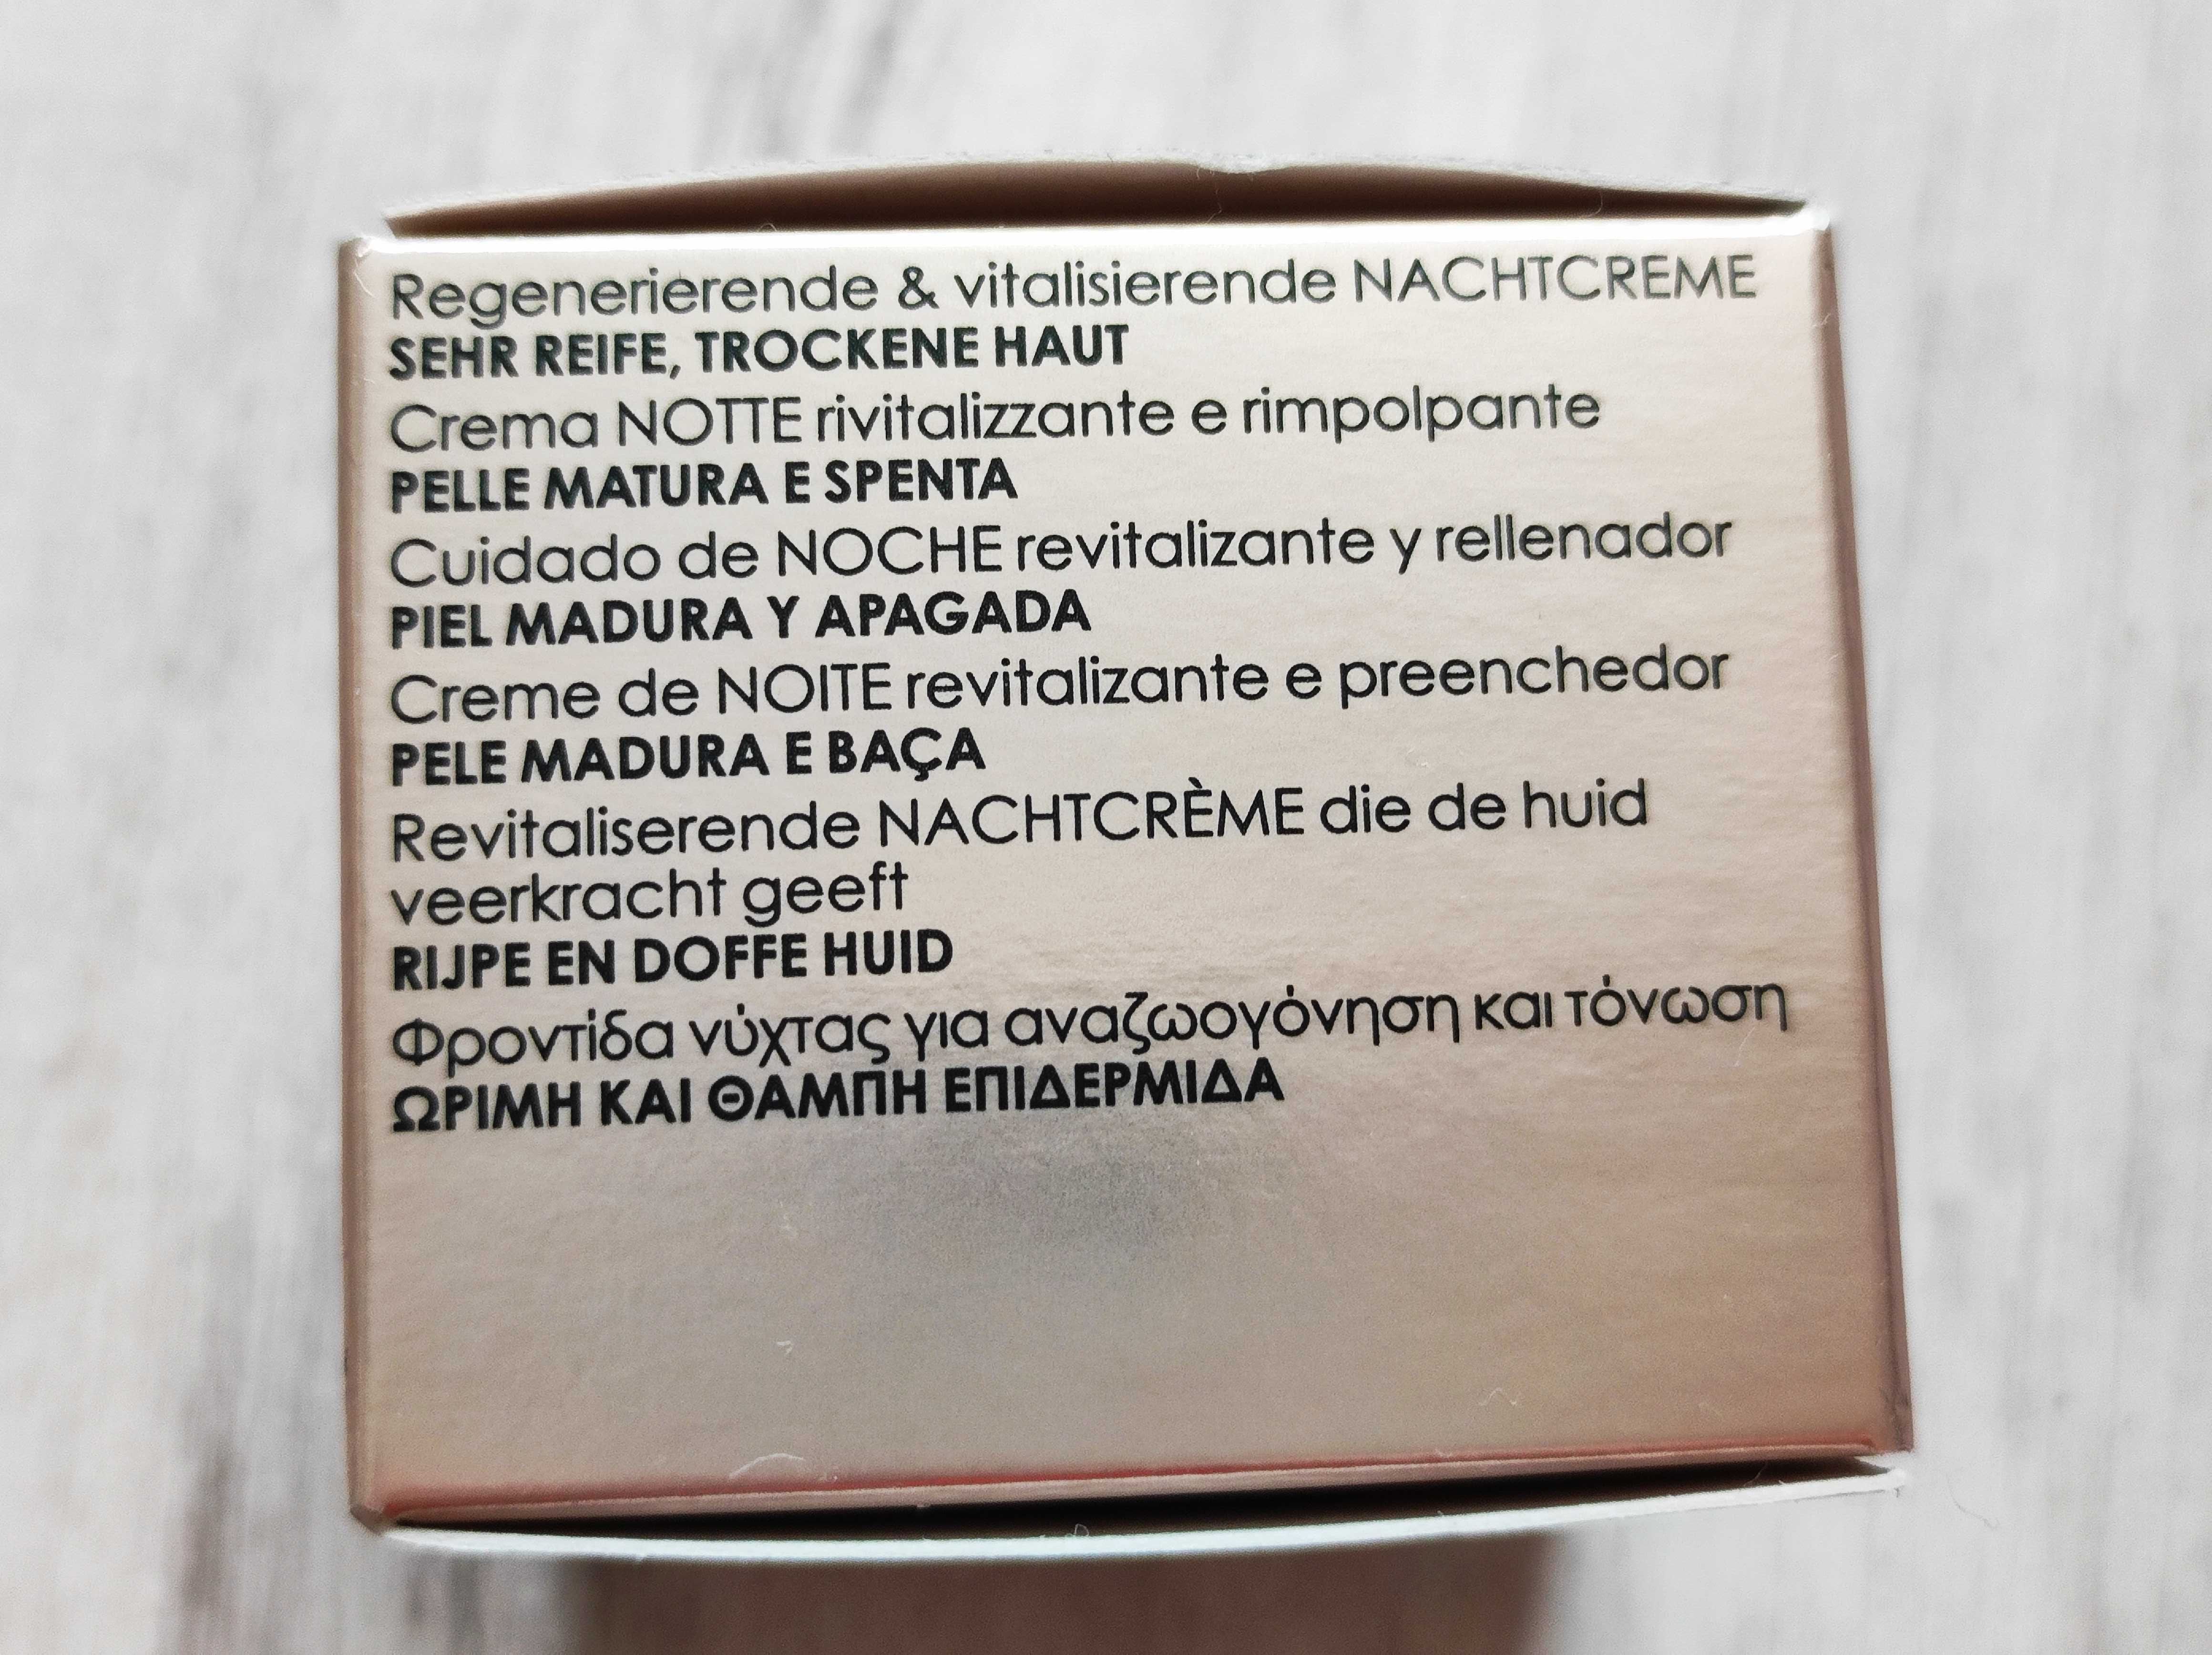 Regenerierende & vitalisierende NACHTCREME
SEHR REIFE, TROCKENE HAUT
Crema NOTTE rivitalizzante e rimpolpante
PELLE MATURA E SPENTA
Cuidado de NOCHE revitalizante y rellenador
PIEL MADURA Y APAGADA
Creme de NOITE revitalizante e preenchedor
PELE MADURA E BAÇA
Revitaliserende NACHTCRÈME die de huid
veerkracht geeft
RIJPE EN DOFFE HUID
Φροντίδα νύχτας για αναζωογόνηση και τόνωση
ΩΡΙΜΗ ΚΑΙ ΘΑΜΠΗ ΕΠΙΔΕΡΜΙΔΑ